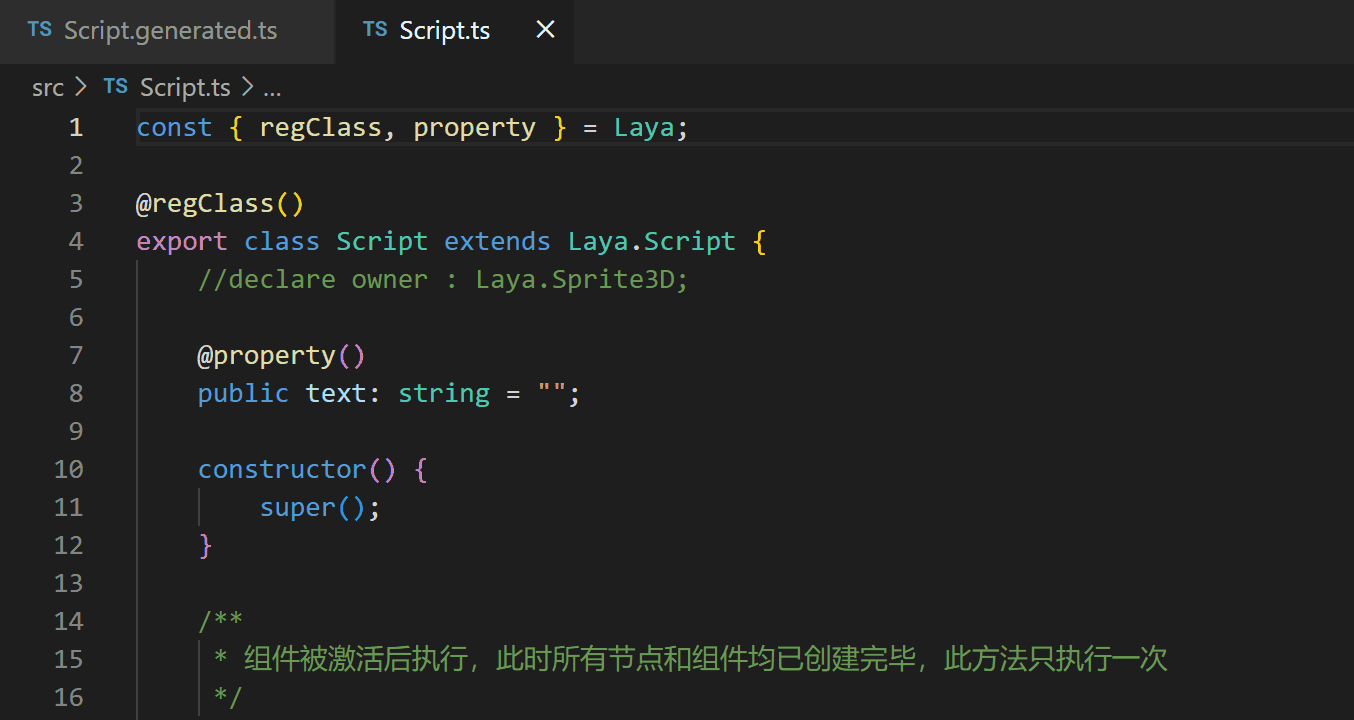 TS Script.generated.ts TS Script.ts ×
src > TS Script.ts > ...
1 const { regClass, property } = Laya;
2
3 @regClass()
4 export class Script extends Laya.Script {
5 //declare owner : Laya.Sprite3D;
6
7 @property()
8 public text: string = "";
9
10 constructor() {
11 super();
12 }
13
14 /**
15 * 组件被激活后执行，此时所有节点和组件均已创建完毕，此方法只执行一次
16 */